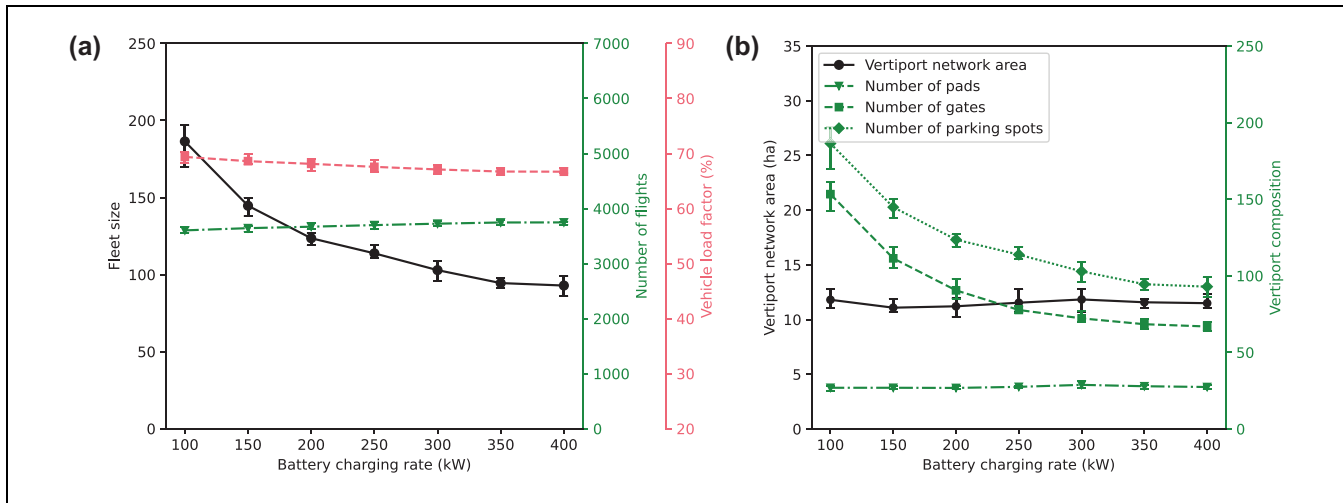 (a)
250
200
150
100
50
0
Fleet size
100 150 200 250 300 350 400
Battery charging rate (kW)
7000
6000
5000
4000
3000
2000
1000
0
Number of flights
90
80
70
60
50
40
30
20
Vehicle load factor (%)
(b)
35
30
25
20
15
10
5
0
Vertiport network area (ha)
Vertiport network area
Number of pads
Number of gates
Number of parking spots
100 150 200 250 300 350 400
Battery charging rate (kW)
250
200
150
100
50
0
Vertiport composition